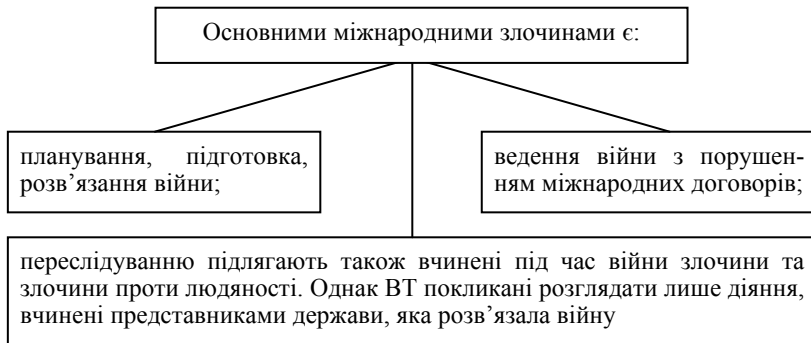 Основними міжнародними злочинами є:
планування, підготовка,
розв’язання війни;
ведення війни з порушен-
ням міжнародних договорів;
переслідуванню підлягають також вчинені під час війни злочини та
злочини проти людяності. Однак ВТ покликані розглядати лише діяння,
вчинені представниками держави, яка розв’язала війну